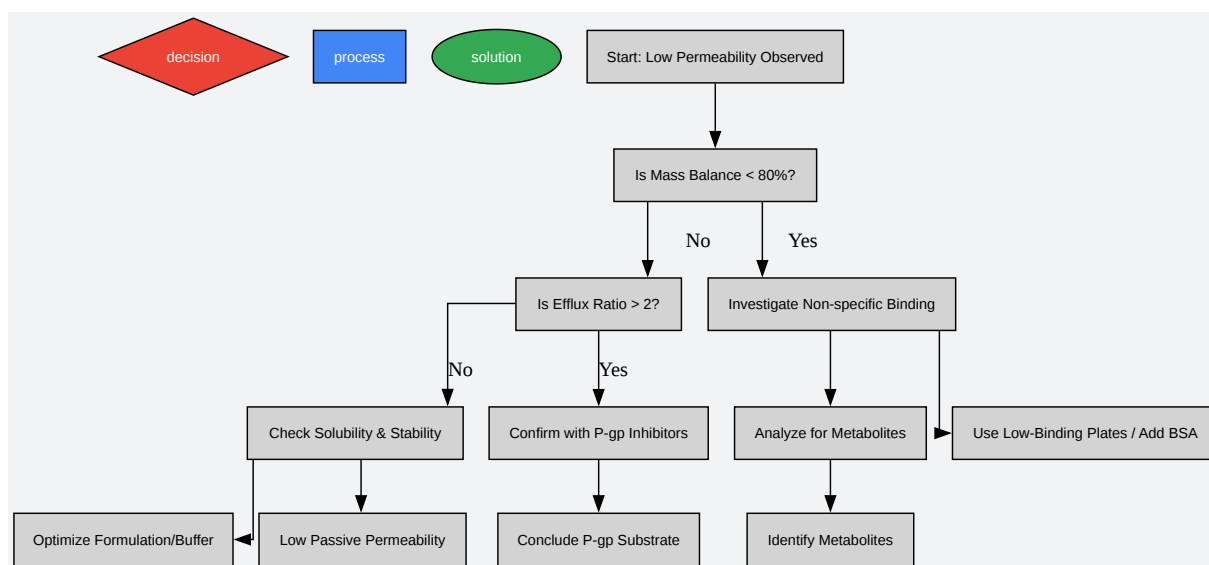 decision
process
solution
Start: Low Permeability Observed
Is Mass Balance < 80%?
No
Yes
Is Efflux Ratio > 2?
Investigate Non-specific Binding
No
Yes
Check Solubility & Stability
Confirm with P-gp Inhibitors
Analyze for Metabolites
Use Low-Binding Plates / Add BSA
Optimize Formulation/Buffer
Low Passive Permeability
Conclude P-gp Substrate
Identify Metabolites